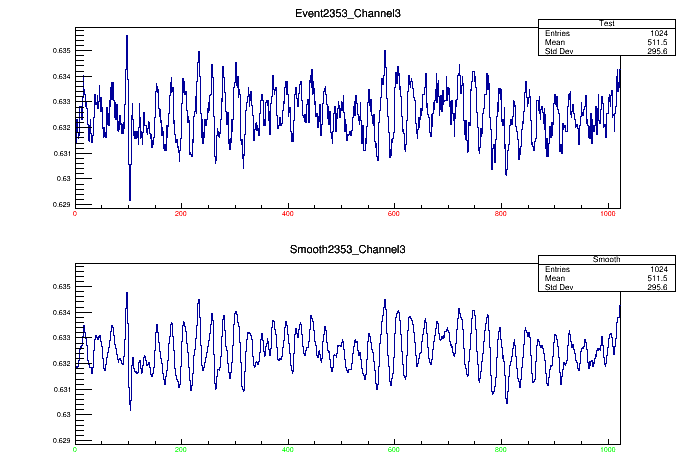 Event2353_Channel3
Test
Entries 1024
Mean 511.5
Std Dev 295.6
0.635
0.634
0.633
0.632
0.631
0.63
0.629
0 200 400 600 800 1000
Smooth2353_Channel3
Smooth
Entries 1024
Mean 511.5
Std Dev 295.6
0.635
0.634
0.633
0.632
0.631
0.63
0.629
0 200 400 600 800 1000